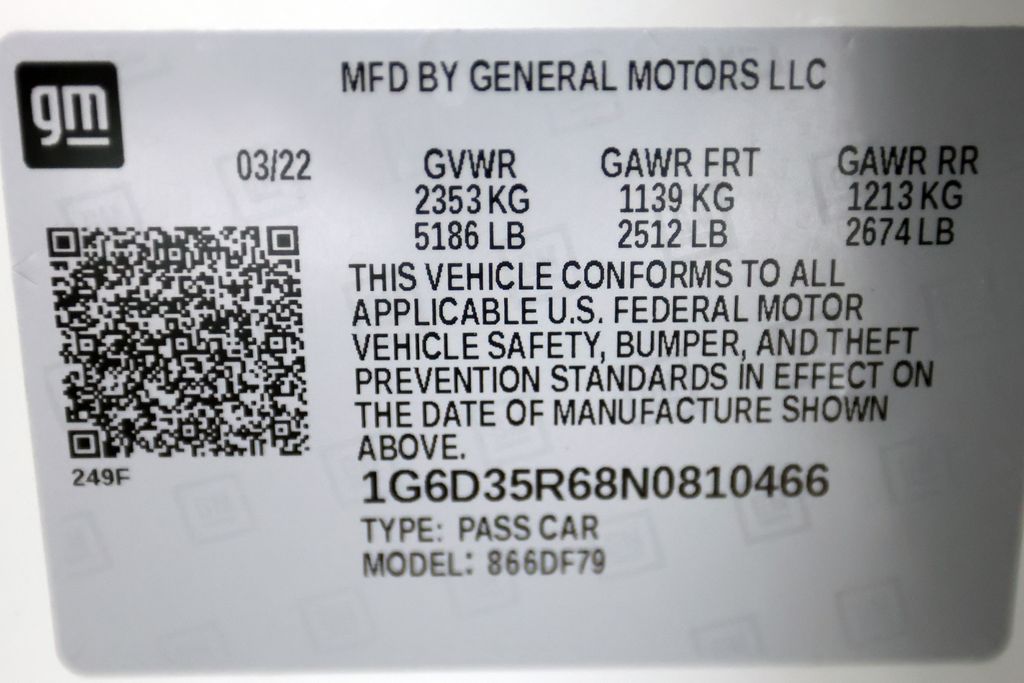 gm
MFD BY GENERAL MOTORS LLC
03/22 GVWR GAWR FRT GAWR RR
2353 KG 1139 KG 1213 KG
5186 LB 2512 LB 2674 LB
THIS VEHICLE CONFORMS TO ALL
APPLICABLE U.S. FEDERAL MOTOR
VEHICLE SAFETY, BUMPER, AND THEFT
PREVENTION STANDARDS IN EFFECT ON
THE DATE OF MANUFACTURE SHOWN
ABOVE.
249F
1G6D35R68N0810466
TYPE: PASS CAR
MODEL: 866DF79